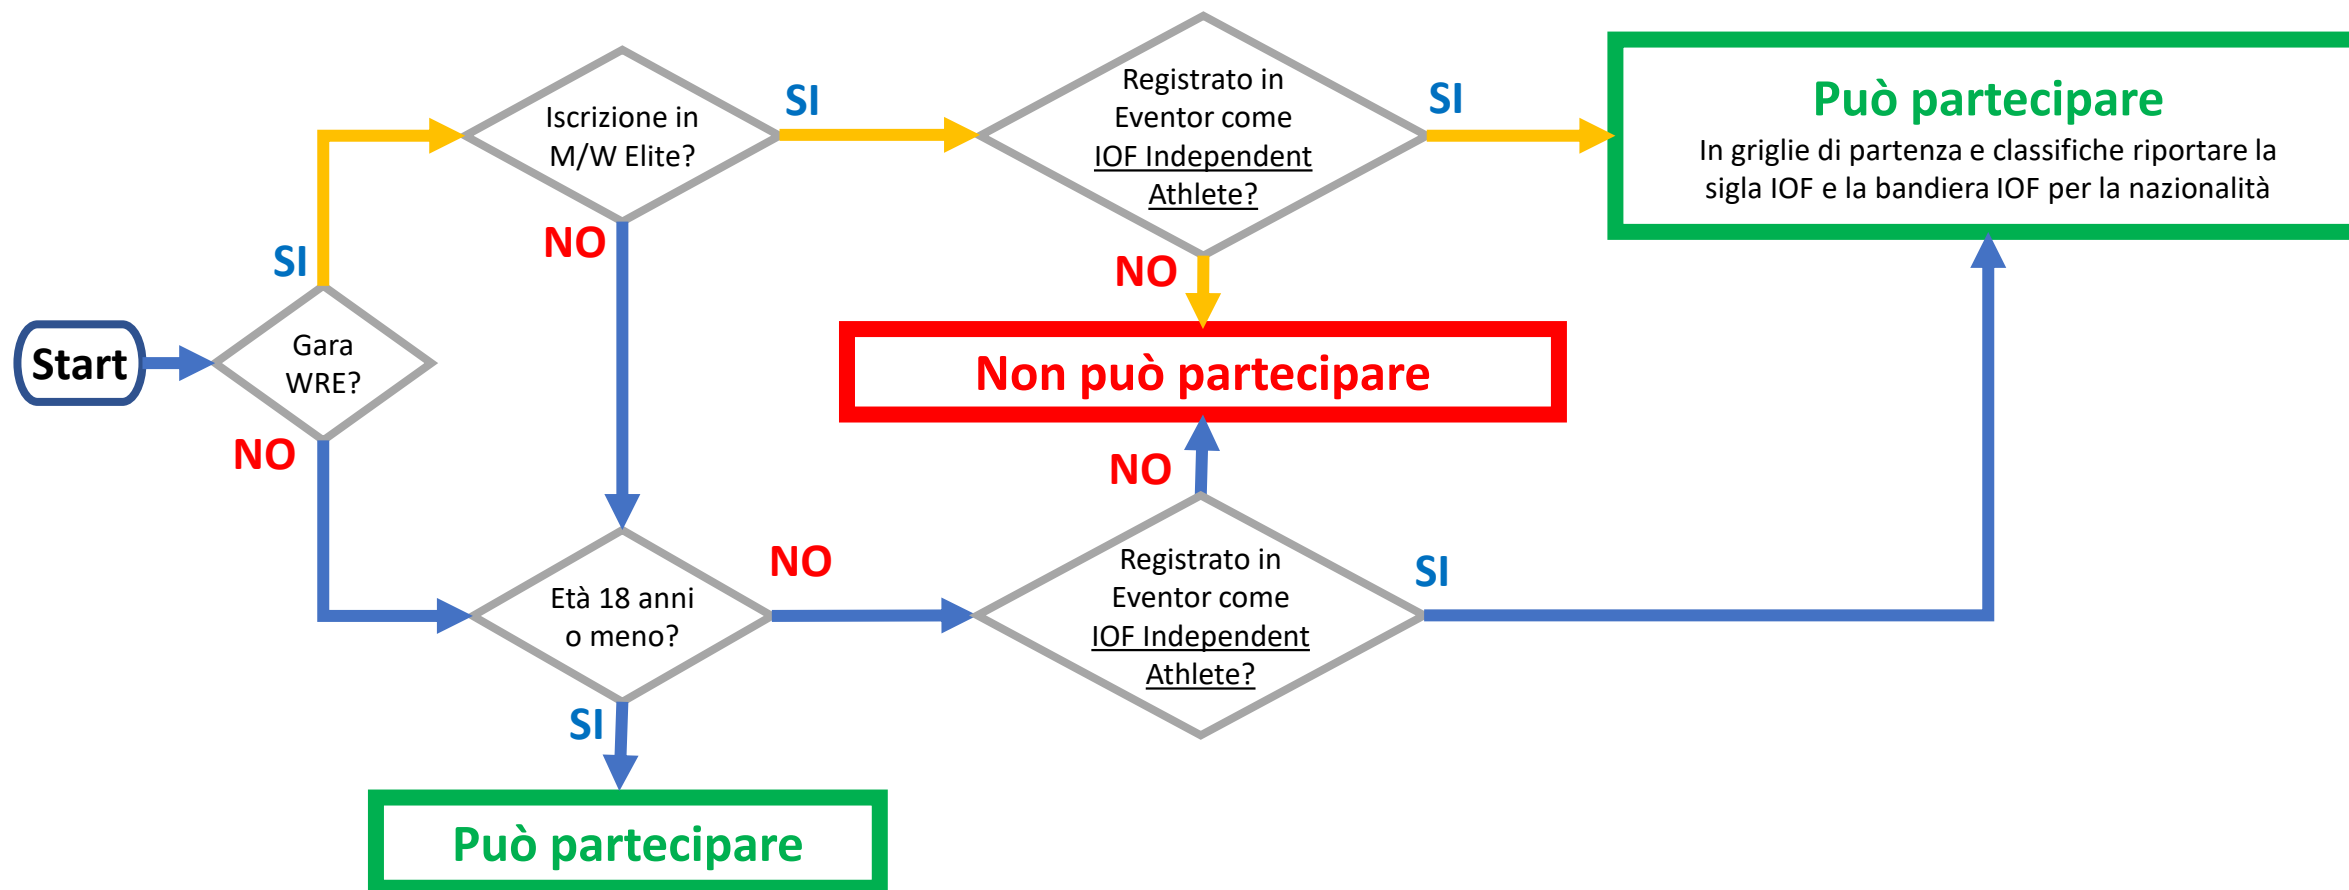 Start
Gara
WRE?
SI
NO
Iscrizione in
M/W Elite?
SI
NO
Registrato in
Eventor come
IOF Independent
Athlete?
SI
NO
Può partecipare
In griglie di partenza e classifiche riportare la
sigla IOF e la bandiera IOF per la nazionalità
Non può partecipare
Età 18 anni
o meno?
NO
SI
Registrato in
Eventor come
IOF Independent
Athlete?
NO
SI
Può partecipare